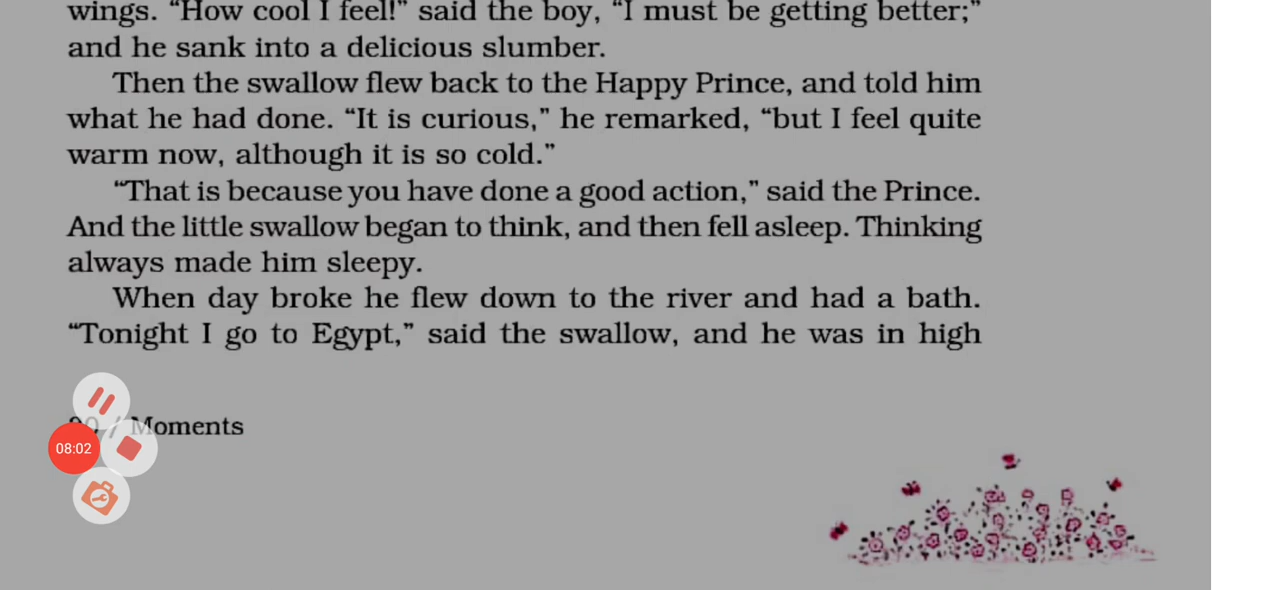 wings. “How cool I feel!” said the boy, “I must be getting better;”
and he sank into a delicious slumber.
Then the swallow flew back to the Happy Prince, and told him
what he had done. “It is curious,” he remarked, “but I feel quite
warm now, although it is so cold.”
“That is because you have done a good action,” said the Prince.
And the little swallow began to think, and then fell asleep. Thinking
always made him sleepy.
When day broke he flew down to the river and had a bath.
“Tonight I go to Egypt,” said the swallow, and he was in high
/ Moments
08:02